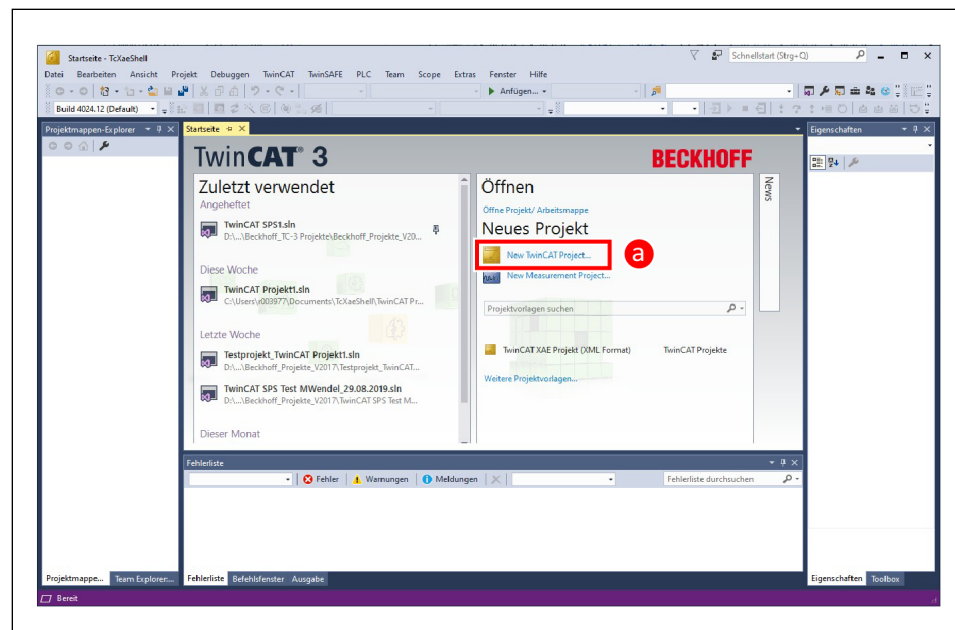 Startseite - TcXaeShell
Schnellstart (Strg+Q)
Datei Bearbeiten Ansicht Projekt Debuggen TwinCAT TwinSAFE PLC Team Scope Extras Fenster Hilfe
Anfügen...
Build 4024.12 (Default)
Projektmappen-Explorer
Startseite
Eigenschaften
TwinCAT® 3
BECKHOFF
Zuletzt verwendet
Angeheftet
TwinCAT SPS1.sln
D:\...\Beckhoff_TC-3 Projekte\Beckhoff_Projekte_V20...
Diese Woche
TwinCAT Projekt1.sln
C:\Users\r003977\Documents\TcXaeShell\TwinCAT Pr...
Letzte Woche
Testprojekt_TwinCAT Projekt1.sln
D:\...\Beckhoff_Projekte_V2017\Testprojekt_TwinCAT...
TwinCAT SPS Test MWendel_29.08.2019.sln
D:\...\Beckhoff_Projekte_V2017\TwinCAT SPS Test M...
Dieser Monat
Öffnen
Öffne Projekt/ Arbeitsmappe
Neues Projekt
New TwinCAT Project...
a
New Measurement Project...
Projektvorlagen suchen
TwinCAT XAE Projekt (XML Format) TwinCAT Projekte
Weitere Projektvorlagen...
News
Fehlerliste
Fehler Warnungen Meldungen
Fehlerliste durchsuchen
Projektmappe... Team Explorer:...
Fehlerliste Befehlsfenster Ausgabe
Eigenschaften Toolbox
Bereit